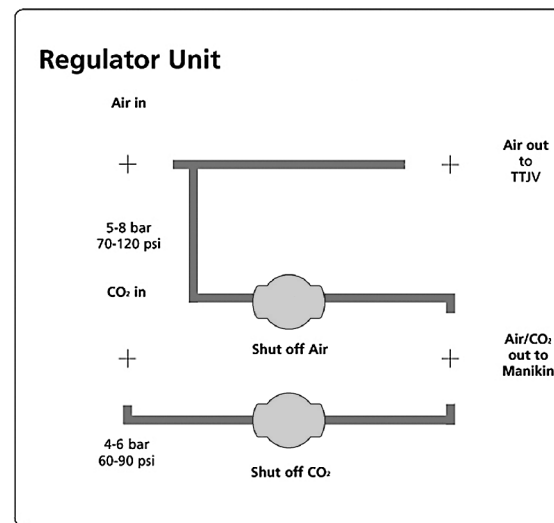 Regulator Unit
Air in
Air out
to
TTJV
5-8 bar
70-120 psi
CO₂ in
Shut off Air
Air/CO₂
out to
Manikin
4-6 bar
60-90 psi
Shut off CO₂